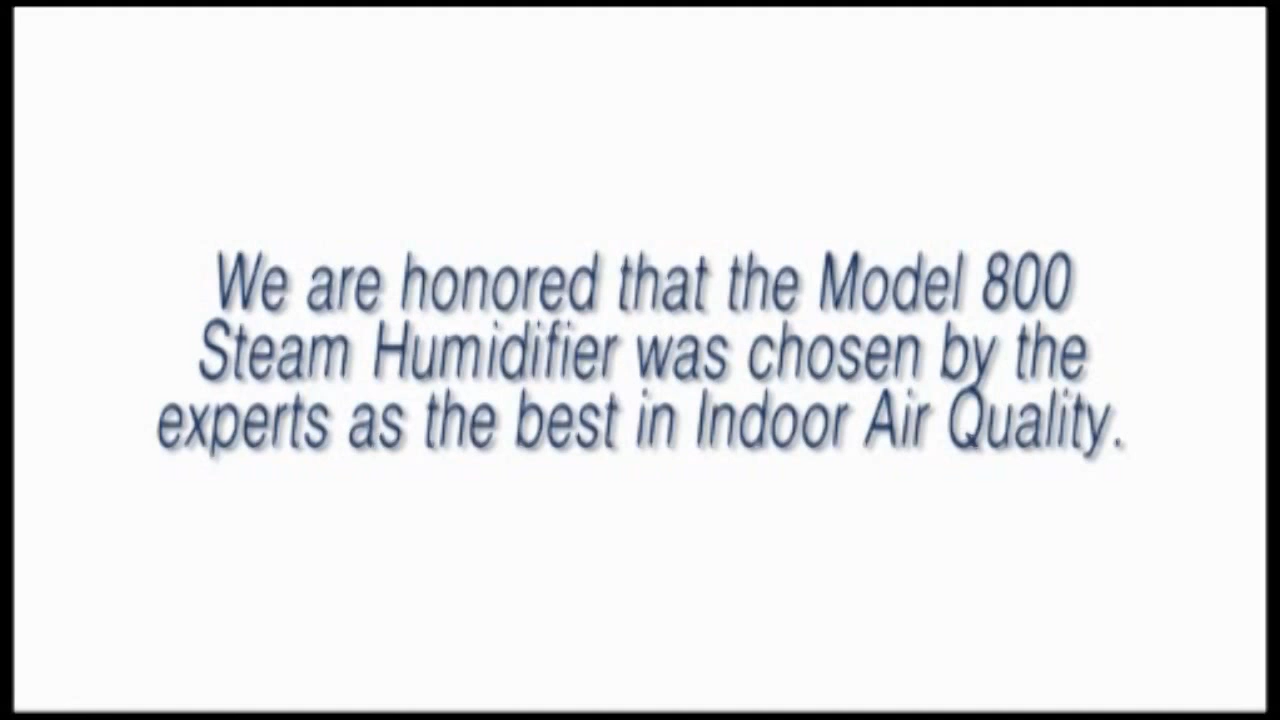 We are honored that the Model 800
Steam Humidifier was chosen by the
experts as the best in Indoor Air Quality.